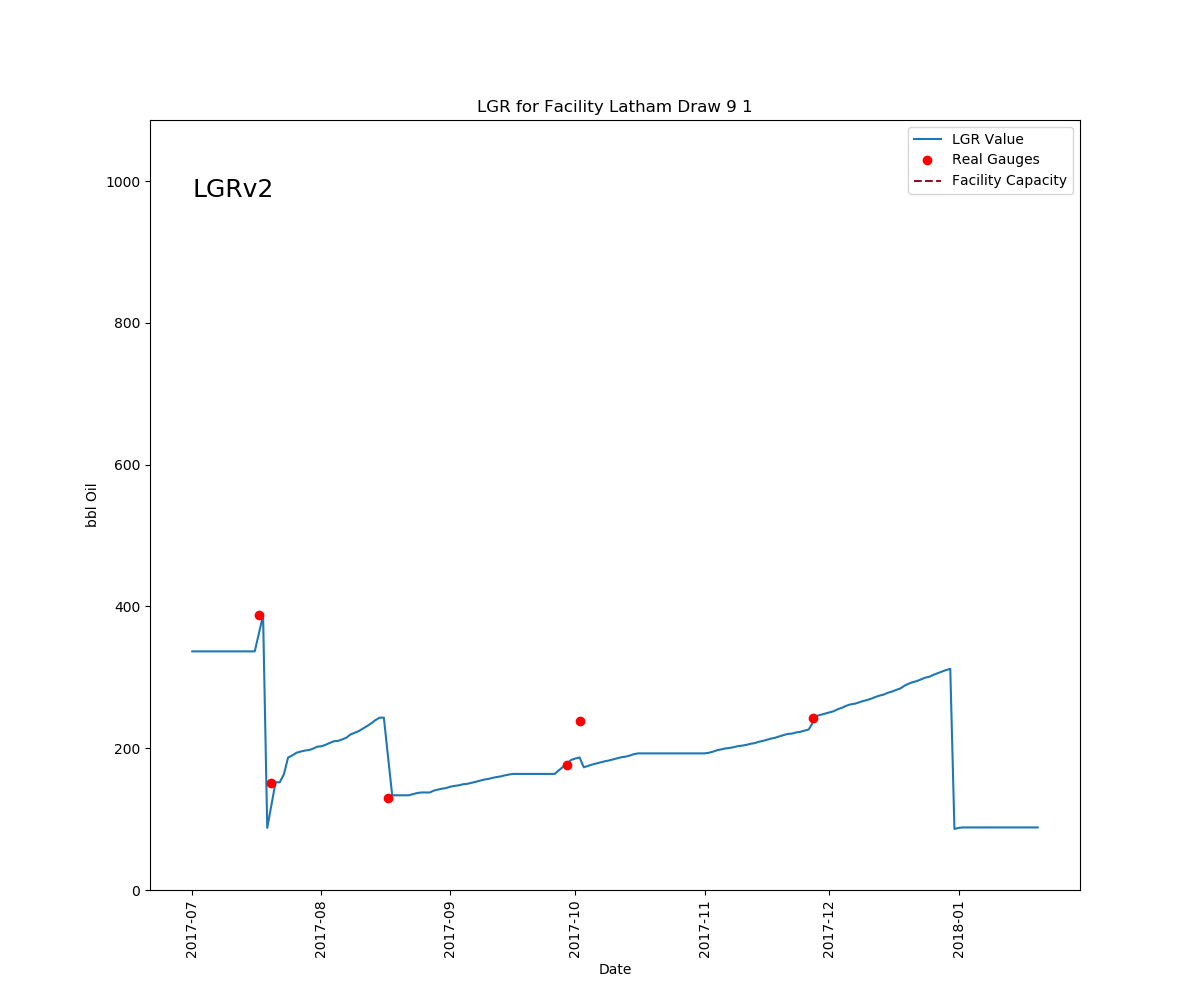 LGR for Facility Latham Draw 9 1
LGR Value
Real Gauges
Facility Capacity
LGRv2
1000
800
600
400
200
0
bbl Oil
2017-07
2017-08
2017-09
2017-10
2017-11
2017-12
2018-01
Date